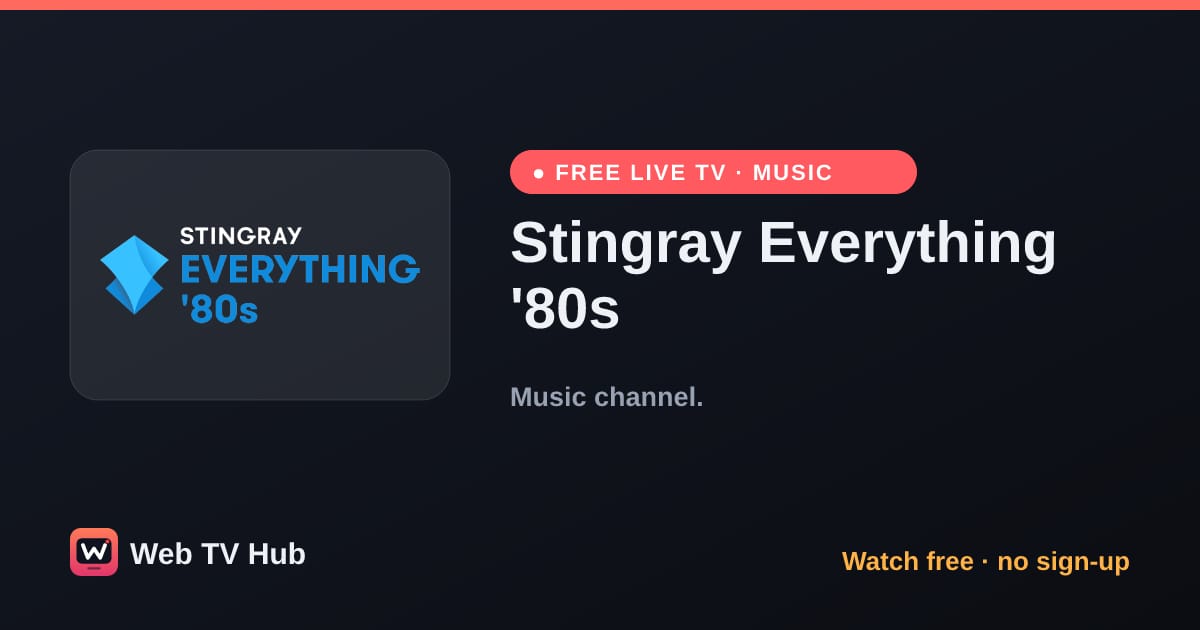 STINGRAY
EVERYTHING
'80s
• FREE LIVE TV · MUSIC
Stingray Everything
'80s
Music channel.
W
Web TV Hub
Watch free · no sign-up